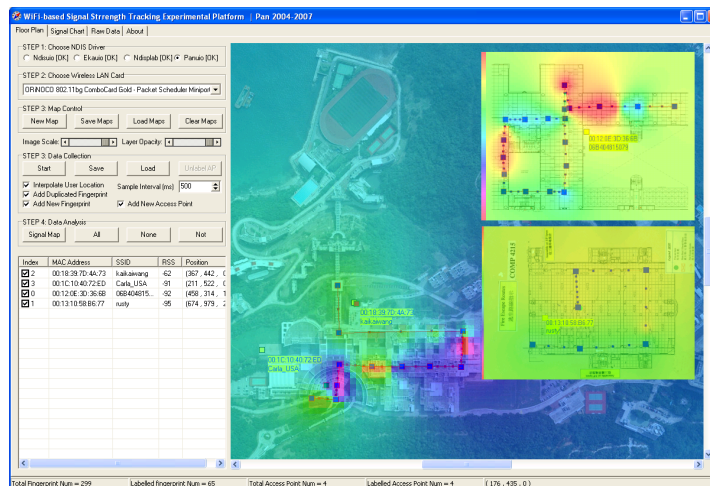 WiFi-based Signal Strrength Tracking Experimental Platform | Pan 2004-2007
Floor Plan Signal Chart Raw Data About
STEP 1: Choose NDIS Driver
Ndisuio [OK] Ekauio [OK] Ndisplab [OK] Panuio [OK]
STEP 2: Choose Wireless LAN Card
ORiNOCO 802.11bg ComboCard Gold - Packet Scheduler Miniport
STEP 3: Map Control
New Map Save Maps Load Maps Clear Maps
Image Scale: Layer Opacity:
STEP 3: Data Collection
Start Save Load Unlabel AP
Interpolate User Location Sample Interval (ms) 500
Add Duplicated Fingerprint
Add New Fingerprint Add New Access Point
STEP 4: Data Analysis
Signal Map All None Not
Index MAC Address SSID RSS Position
2 00:18:39:7D:4A:73 kaikaiwang -62 (367 , 442 ,
3 00:1C:10:40:72:ED Carla_USA -91 (211 , 522 ,
0 00:12:0E:3D:36:6B 06B404815... -92 (458 , 314 ,
1 00:13:10:58:B6:77 rusty -95 (674 , 979 ,
00:12:0E:3D:36:6B
06B404815079
COMP 4213
00:13:10:58:B6:77
rusty
00:18:39:7D:4A:73
kaikaiwang
00:1C:10:40:72:ED
Carla_USA
Total Fingerprint Num = 299 Labelled fingerprint Num = 65 Total Access Point Num = 4 Labelled Access Point Num = 4 ( 176 , 435 , 0 )